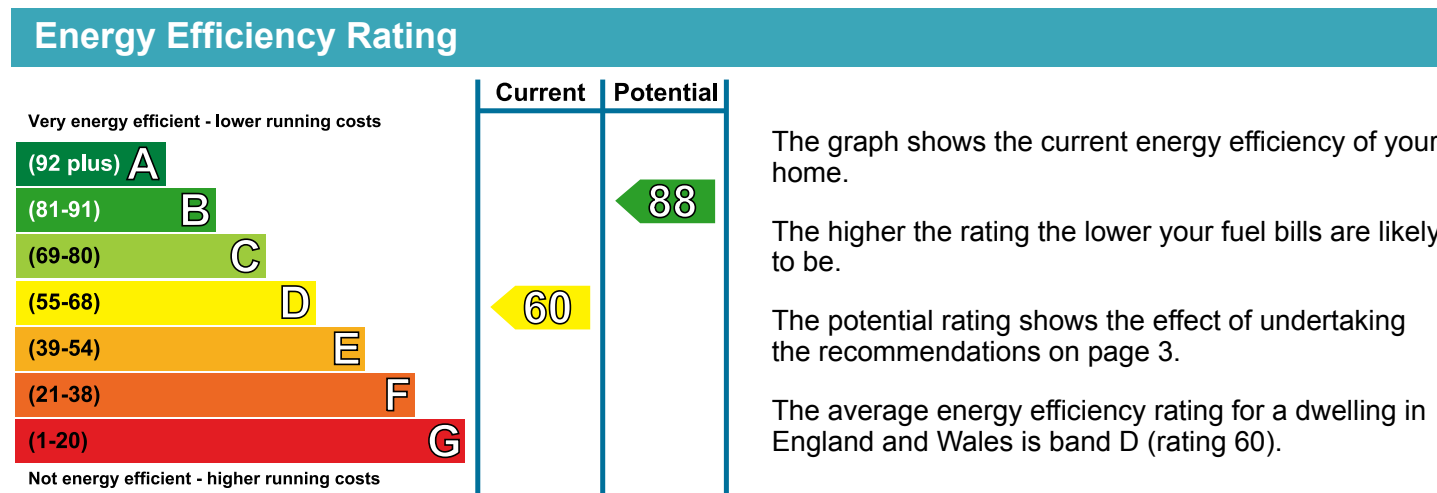 Energy Efficiency Rating
Current Potential
Very energy efficient - lower running costs
(92 plus) A
(81-91) B
88
(69-80) C
(55-68) D
60
(39-54) E
(21-38) F
(1-20) G
Not energy efficient - higher running costs
The graph shows the current energy efficiency of your
home.
The higher the rating the lower your fuel bills are likely
to be.
The potential rating shows the effect of undertaking
the recommendations on page 3.
The average energy efficiency rating for a dwelling in
England and Wales is band D (rating 60).